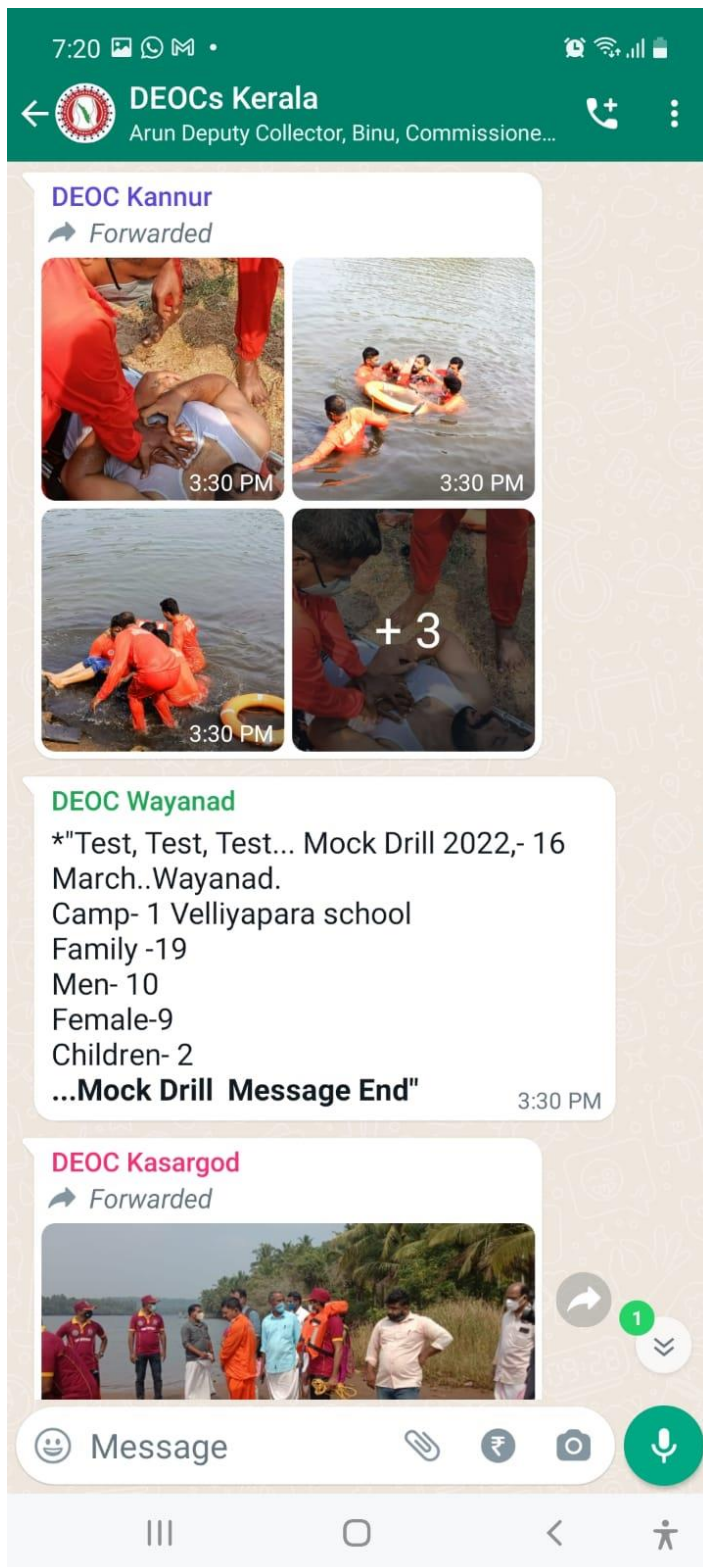 7:20
DEOCs Kerala
Arun Deputy Collector, Binu, Commissione...
DEOC Kannur
Forwarded
3:30 PM
3:30 PM
3:30 PM
+ 3
DEOC Wayanad
*"Test, Test, Test... Mock Drill 2022,- 16
March..Wayanad.
Camp- 1 Velliyapara school
Family -19
Men- 10
Female-9
Children- 2
...Mock Drill Message End"
3:30 PM
DEOC Kasargod
Forwarded
1
Message